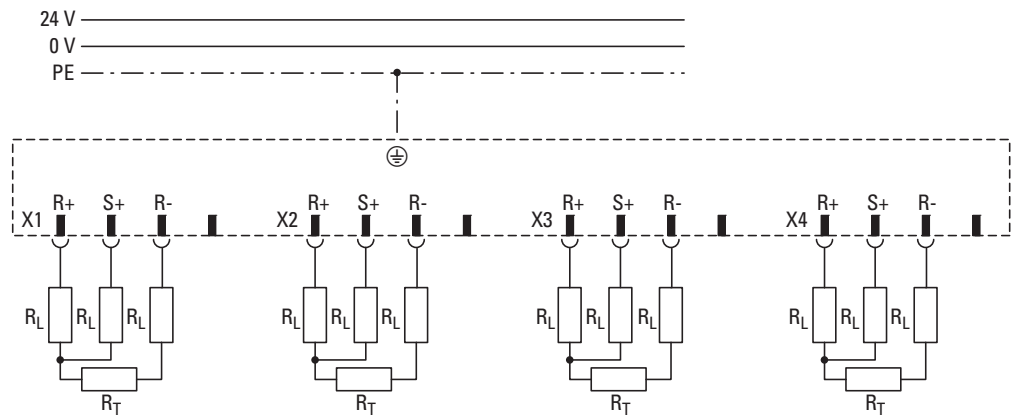 24 V
0 V
PE
X1 R+ S+ R- X2 R+ S+ R- X3 R+ S+ R- X4 R+ S+ R-
RL RL RL RL RL RL RL RL RL RL RL RL
RT RT RT RT